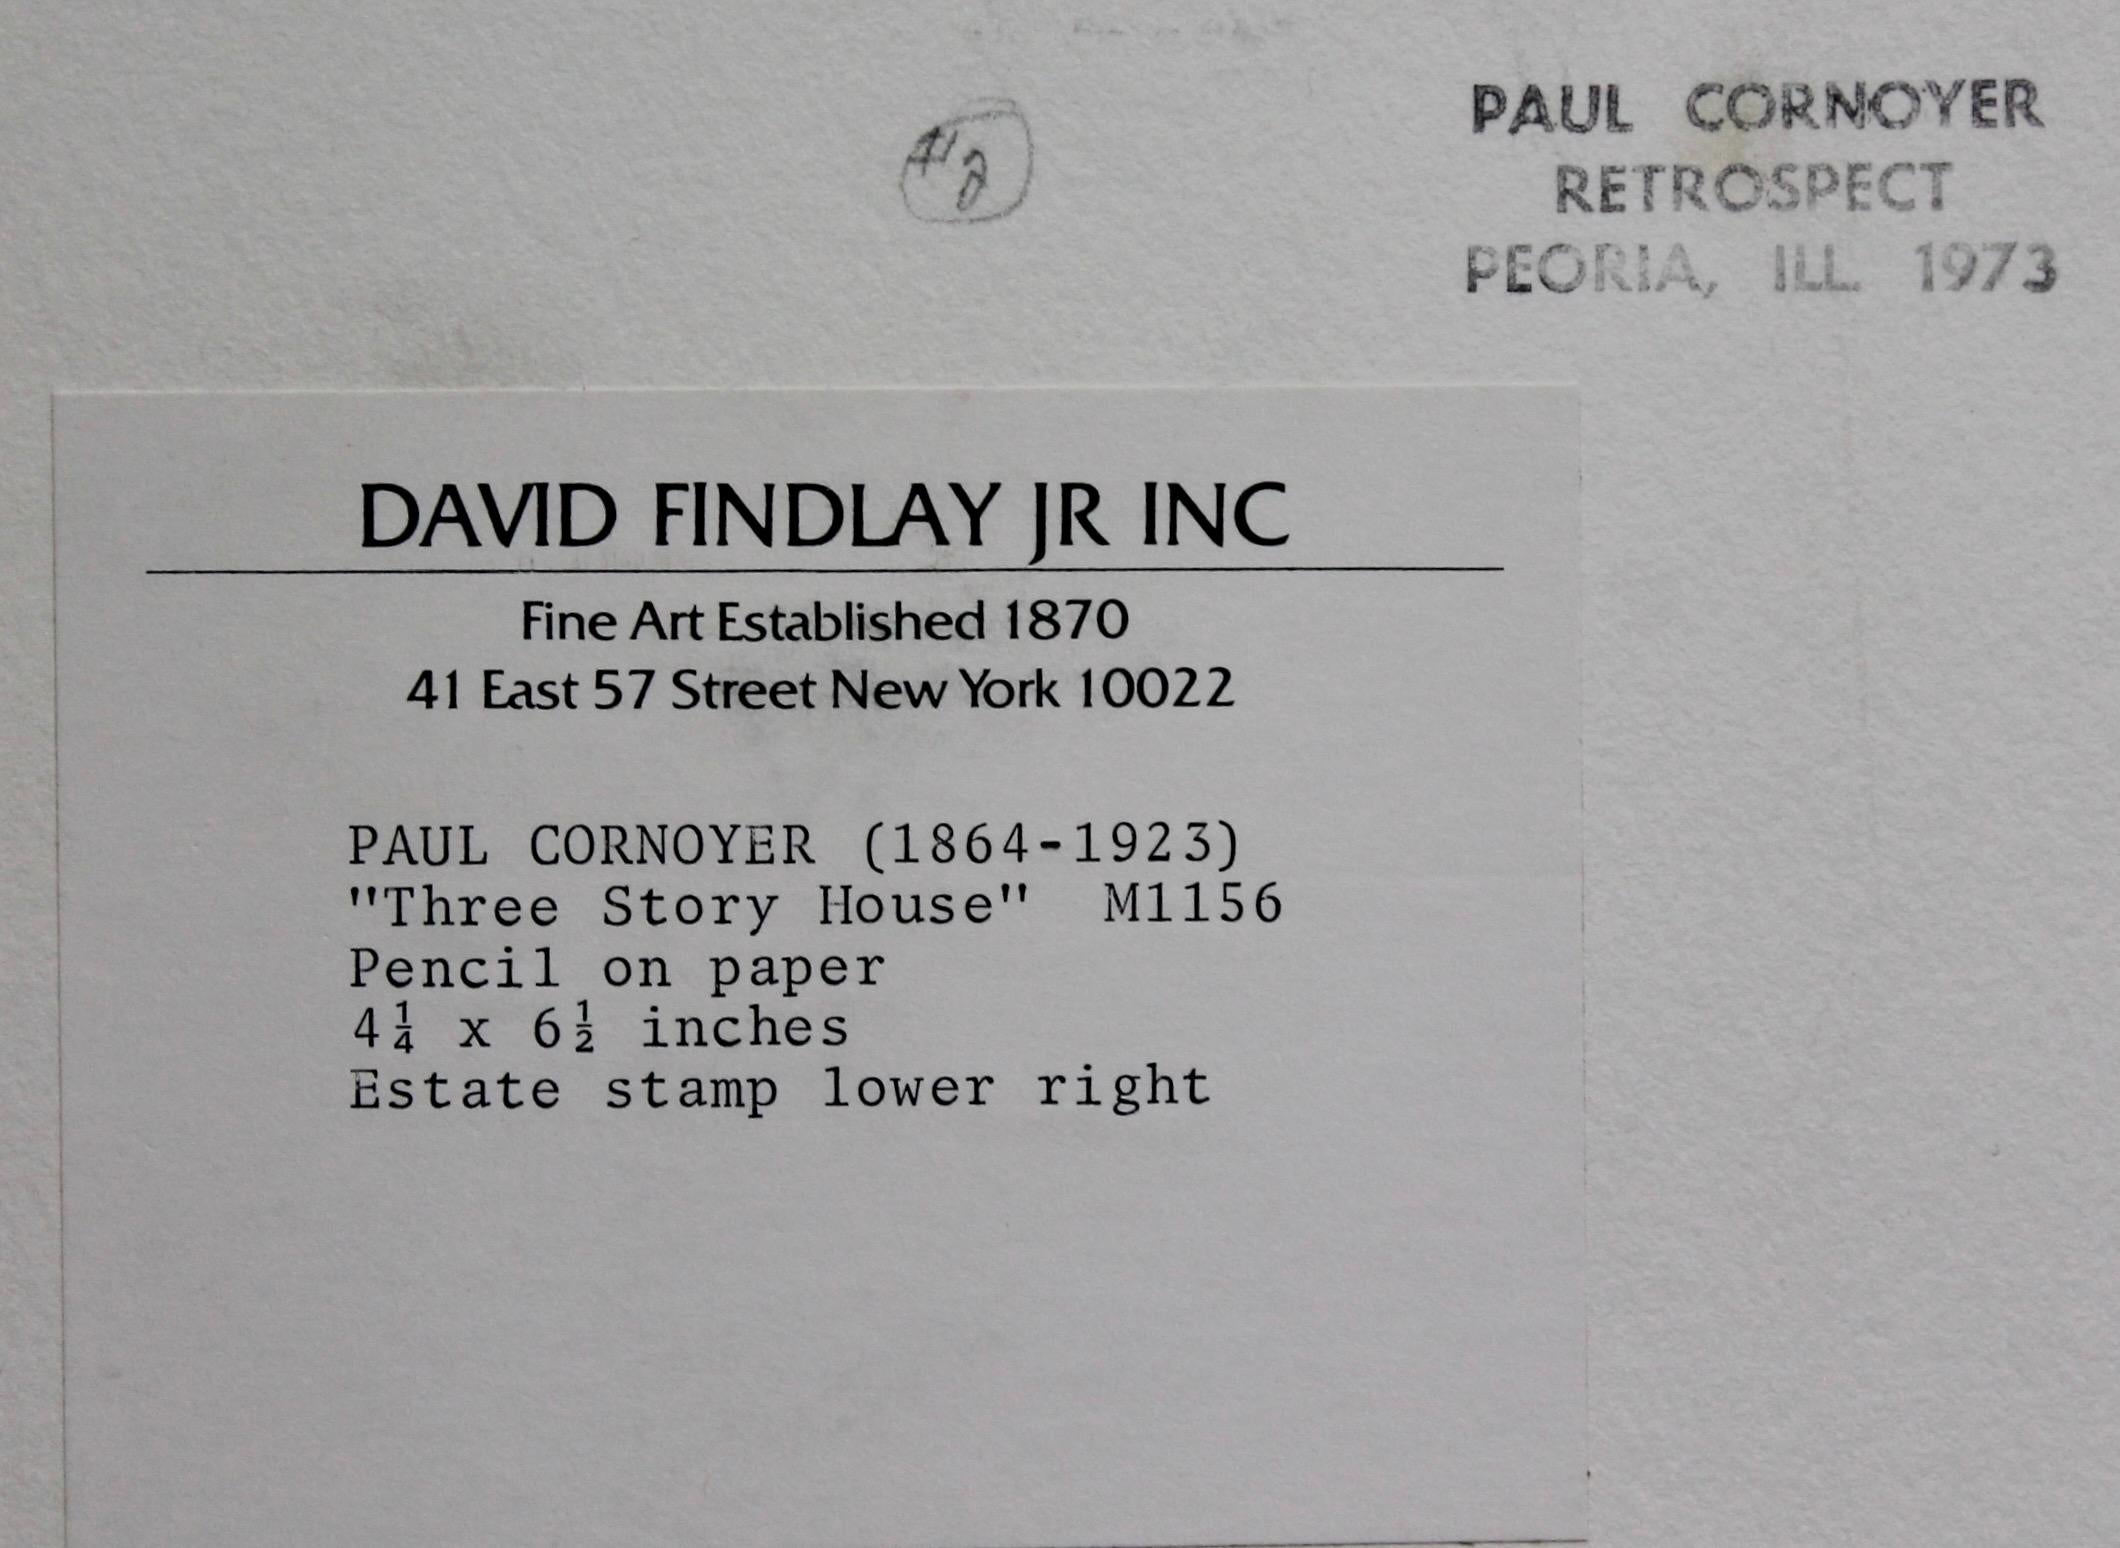 #2
PAUL CORNOYER
RETROSPECT
PEORIA, ILL. 1973
DAVID FINDLAY JR INC
Fine Art Established 1870
41 East 57 Street New York 10022
PAUL CORNOYER (1864-1923)
"Three Story House" M1156
Pencil on paper
4¼ x 6½ inches
Estate stamp lower right